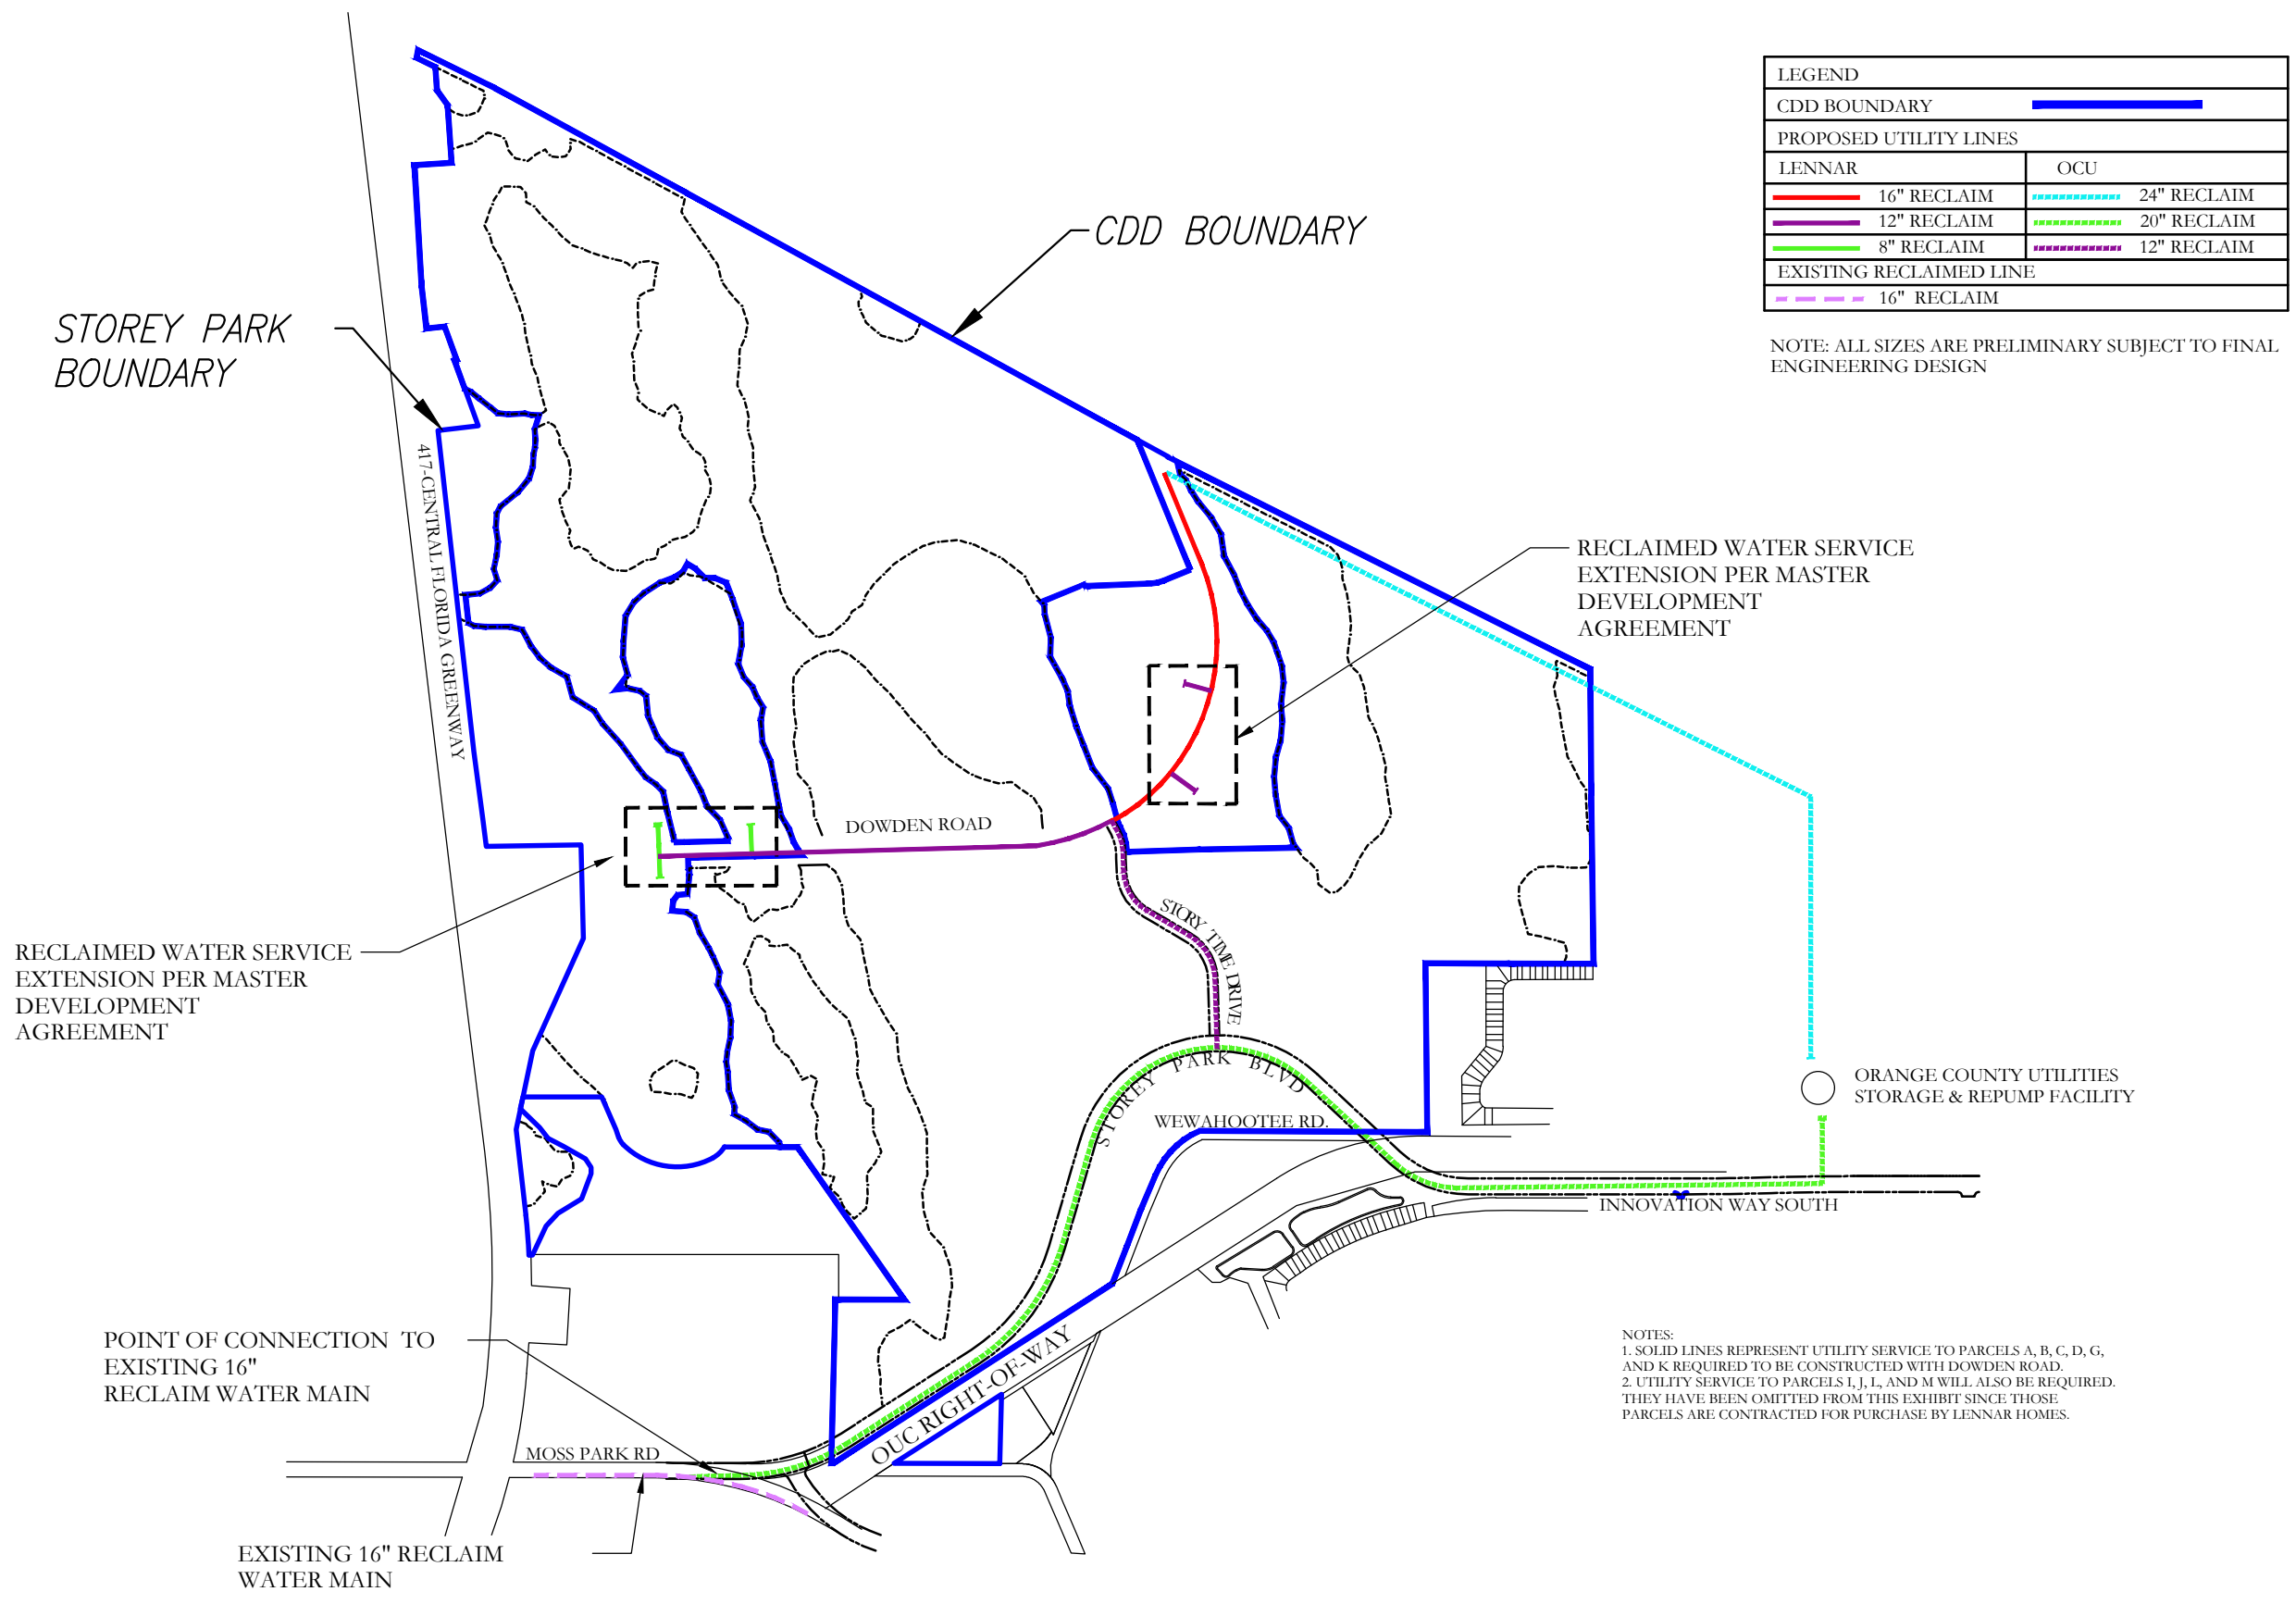 LEGEND
CDD BOUNDARY
PROPOSED UTILITY LINES
LENNAR
OCU
16" RECLAIM
24" RECLAIM
12" RECLAIM
20" RECLAIM
8" RECLAIM
12" RECLAIM
EXISTING RECLAIMED LINE
16" RECLAIM
NOTE: ALL SIZES ARE PRELIMINARY SUBJECT TO FINAL
ENGINEERING DESIGN
CDD BOUNDARY
STOREY PARK
BOUNDARY
417-CENTRAL FLORIDA GREENWAY
RECLAIMED WATER SERVICE
EXTENSION PER MASTER
DEVELOPMENT
AGREEMENT
DOWDEN ROAD
STORY TIME DRIVE
RECLAIMED WATER SERVICE
EXTENSION PER MASTER
DEVELOPMENT
AGREEMENT
STOREY PARK BLVD
WEWAHOOTEE RD.
ORANGE COUNTY UTILITIES
STORAGE & REPUMP FACILITY
INNOVATION WAY SOUTH
POINT OF CONNECTION TO
EXISTING 16"
RECLAIM WATER MAIN
OUC RIGHT-OF-WAY
NOTES:
1. SOLID LINES REPRESENT UTILITY SERVICE TO PARCELS A, B, C, D, G,
AND K REQUIRED TO BE CONSTRUCTED WITH DOWDEN ROAD.
2. UTILITY SERVICE TO PARCELS I, J, L, AND M WILL ALSO BE REQUIRED.
THEY HAVE BEEN OMITTED FROM THIS EXHIBIT SINCE THOSE
PARCELS ARE CONTRACTED FOR PURCHASE BY LENNAR HOMES.
MOSS PARK RD
EXISTING 16" RECLAIM
WATER MAIN